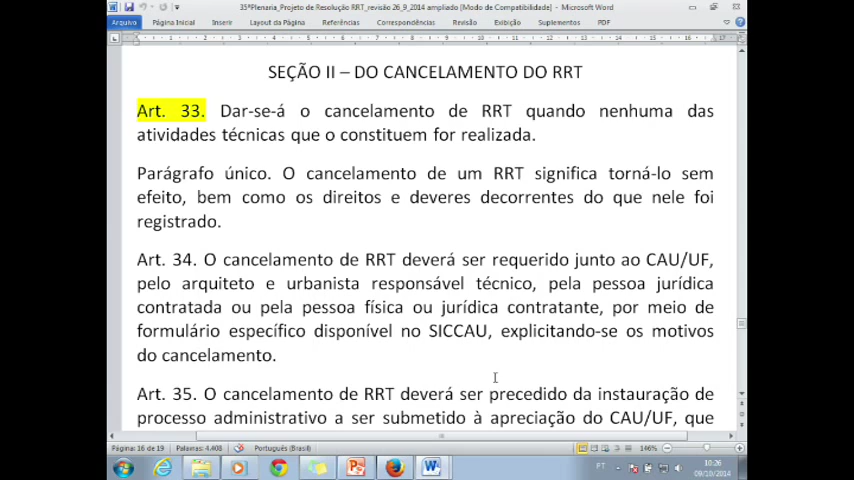 35ªPlenaria_Projeto de Resolução RRT_revisão 26_9_2014 ampliado [Modo de Compatibilidade] - Microsoft Word
Arquivo Página Inicial Inserir Layout da Página Referências Correspondências Revisão Exibição Suplementos PDF
SEÇÃO II – DO CANCELAMENTO DO RRT
Art. 33. Dar-se-á o cancelamento de RRT quando nenhuma das
atividades técnicas que o constituem for realizada.
Parágrafo único. O cancelamento de um RRT significa torná-lo sem
efeito, bem como os direitos e deveres decorrentes do que nele foi
registrado.
Art. 34. O cancelamento de RRT deverá ser requerido junto ao CAU/UF,
pelo arquiteto e urbanista responsável técnico, pela pessoa jurídica
contratada ou pela pessoa física ou jurídica contratante, por meio de
formulário específico disponível no SICCAU, explicitando-se os motivos
do cancelamento.
Art. 35. O cancelamento de RRT deverá ser precedido da instauração de
processo administrativo a ser submetido à apreciação do CAU/UF, que
Página: 16 de 19 Palavras: 4.408 Português (Brasil) 146%
PT 10:26
09/10/2014